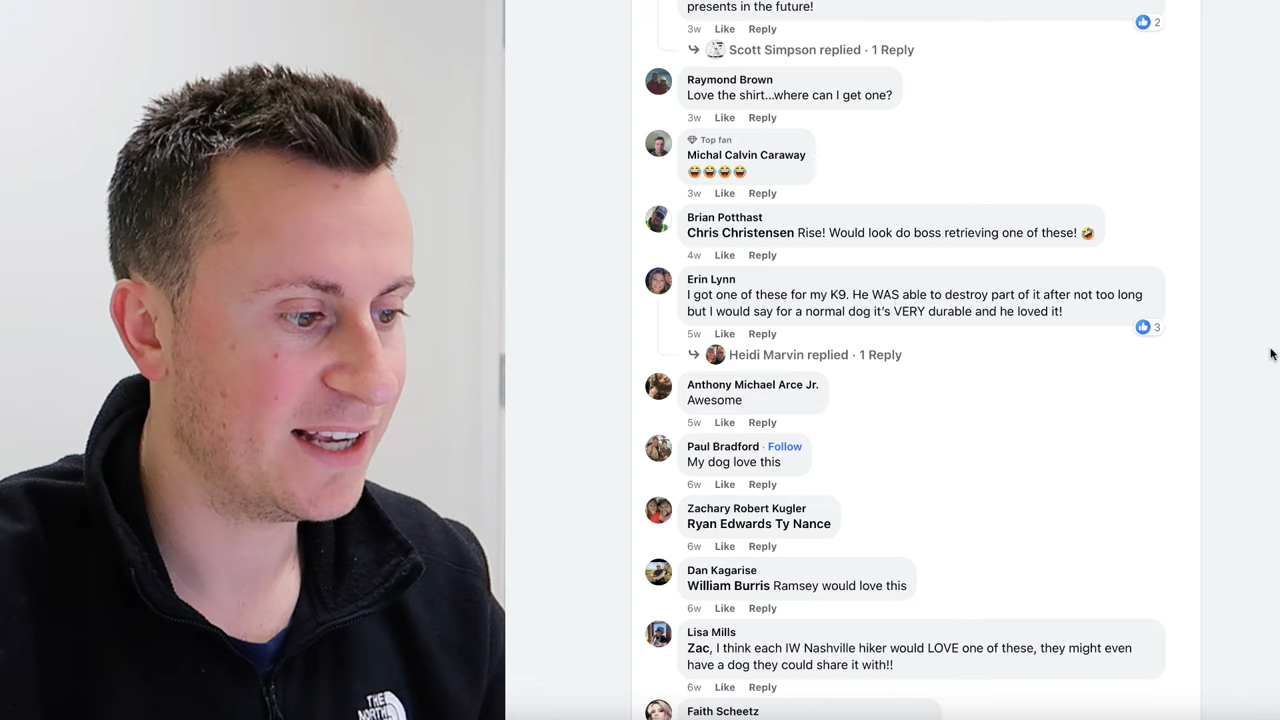 presents in the future!
2
3w Like Reply
Scott Simpson replied · 1 Reply
Raymond Brown
Love the shirt...where can I get one?
3w Like Reply
Top fan
Michal Calvin Caraway
😂😂😂😂
3w Like Reply
Brian Potthast
Chris Christensen Rise! Would look do boss retrieving one of these! 🤣
4w Like Reply
Erin Lynn
I got one of these for my K9. He WAS able to destroy part of it after not too long
but I would say for a normal dog it's VERY durable and he loved it!
3
5w Like Reply
Heidi Marvin replied · 1 Reply
Anthony Michael Arce Jr.
Awesome
5w Like Reply
Paul Bradford · Follow
My dog love this
6w Like Reply
Zachary Robert Kugler
Ryan Edwards Ty Nance
6w Like Reply
Dan Kagarise
William Burris Ramsey would love this
6w Like Reply
Lisa Mills
Zac, I think each IW Nashville hiker would LOVE one of these, they might even
have a dog they could share it with!!
6w Like Reply
Faith Scheetz
THE
NORTH